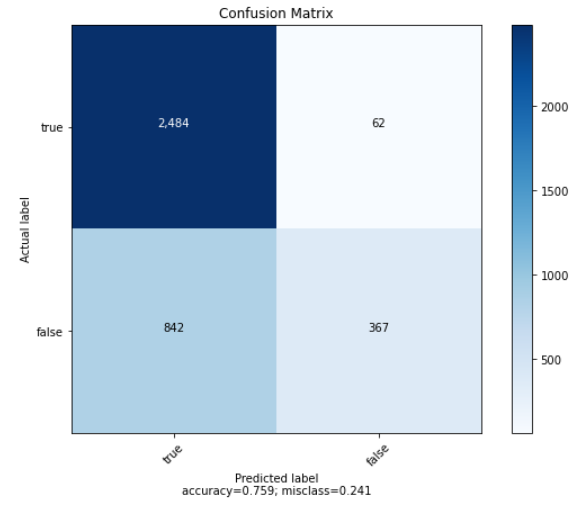 Confusion Matrix
true
2,484
62
2000
1500
Actual label
1000
false
842
367
500
true
false
Predicted label
accuracy=0.759; misclass=0.241